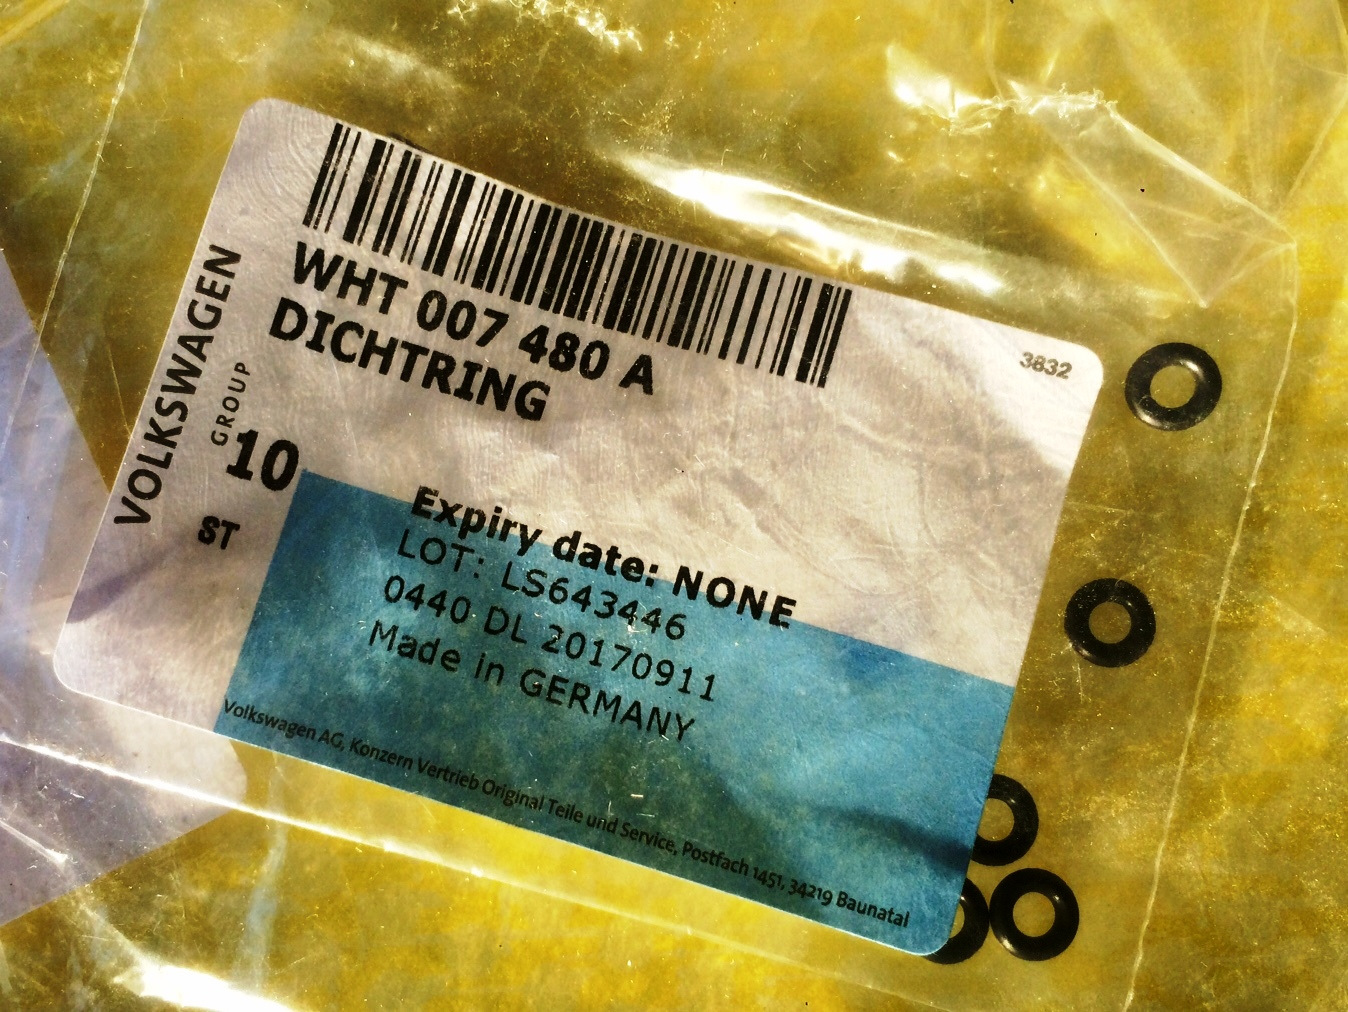 VOLKSWAGEN
GROUP
WHT 007 480 A
DICHTRING
3832
10
ST
Expiry date: NONE
LOT: LS643446
0440 DL 20170911
Made in GERMANY
Volkswagen AG, Konzern Vertrieb Original Teile und Service, Postfach 1451, 34219 Baunatal